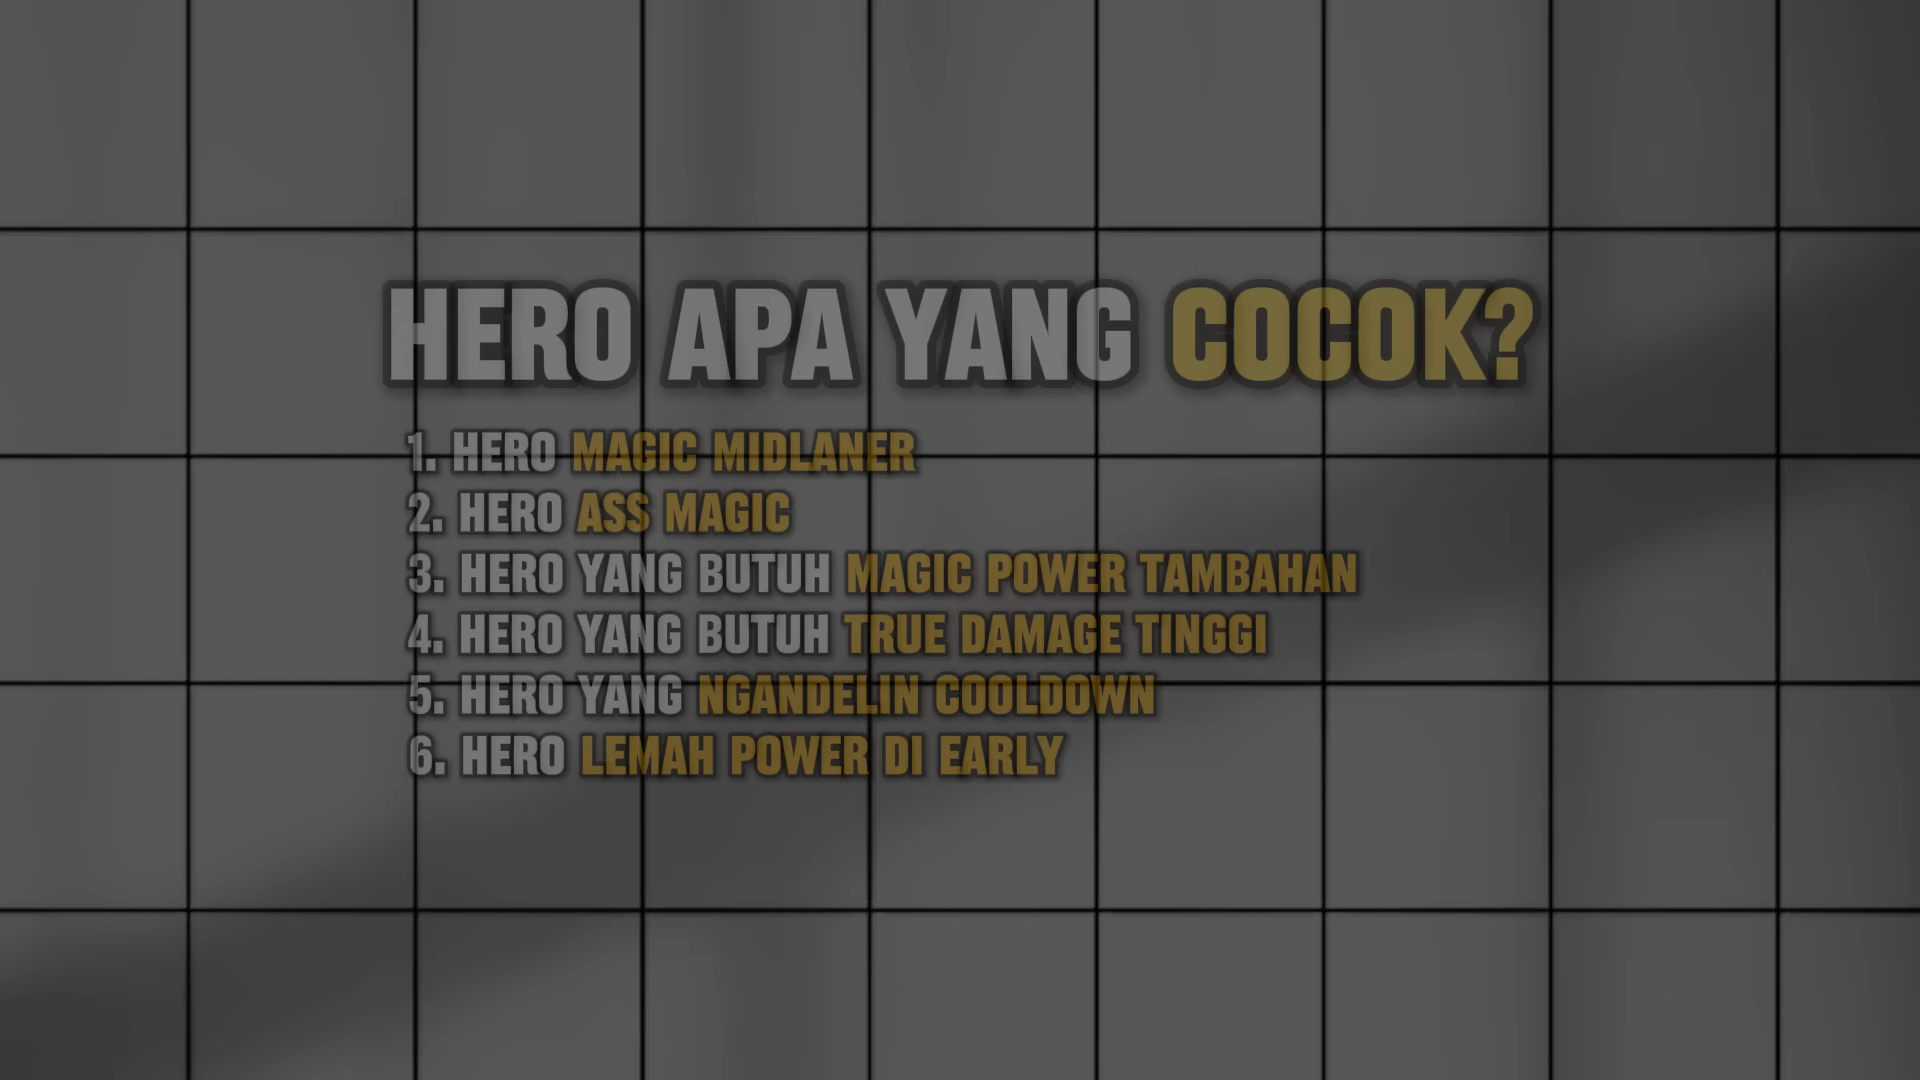 HERO APA YANG COCOK?
1. HERO MAGIC MIDLANER
2. HERO ASS MAGIC
3. HERO YANG BUTUH MAGIC POWER TAMBAHAN
4. HERO YANG BUTUH TRUE DAMAGE TINGGI
5. HERO YANG NGANDELIN COOLDOWN
6. HERO LEMAH POWER DI EARLY